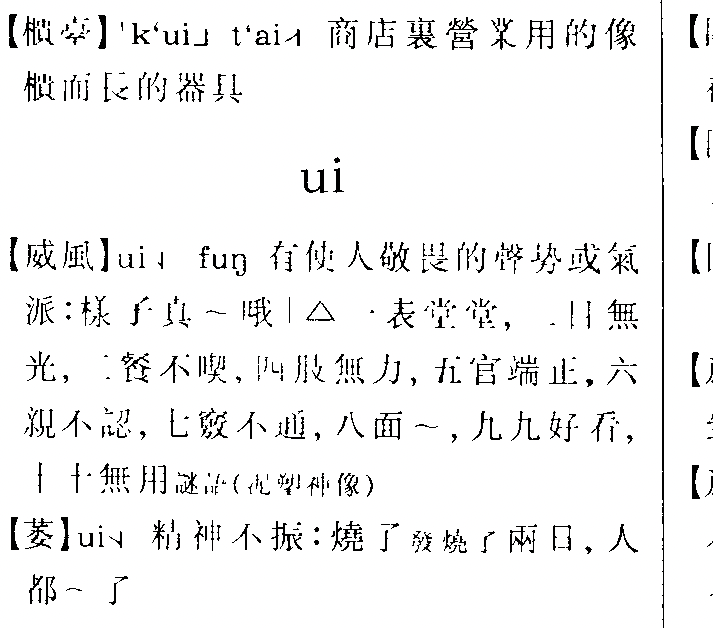 【櫃臺】'k‘ui˩ t‘ai˧˥ 商店裏營業用的像
櫃而長的器具
ui
【威風】ui˧ fuŋ 有使人敬畏的聲勢或氣
派:樣子真～哦｜△一表堂堂,二目無
光,三餐不喫,四肢無力,五官端正,六
親不認,七竅不通,八面～,九九好看,
十十無用謎語(泥塑神像)
【萎】ui 精神不振:燒了發燒了兩日,人
都～了